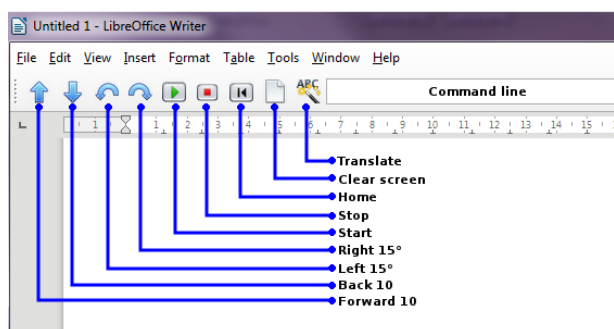 Untitled 1 - LibreOffice Writer
File Edit View Insert Format Table Tools Window Help
ABC
Command line
1 1 2 3 4 5 6 7 8 9 10 11 12 13 14 15
Translate
Clear screen
Home
Stop
Start
Right 15°
Left 15°
Back 10
Forward 10